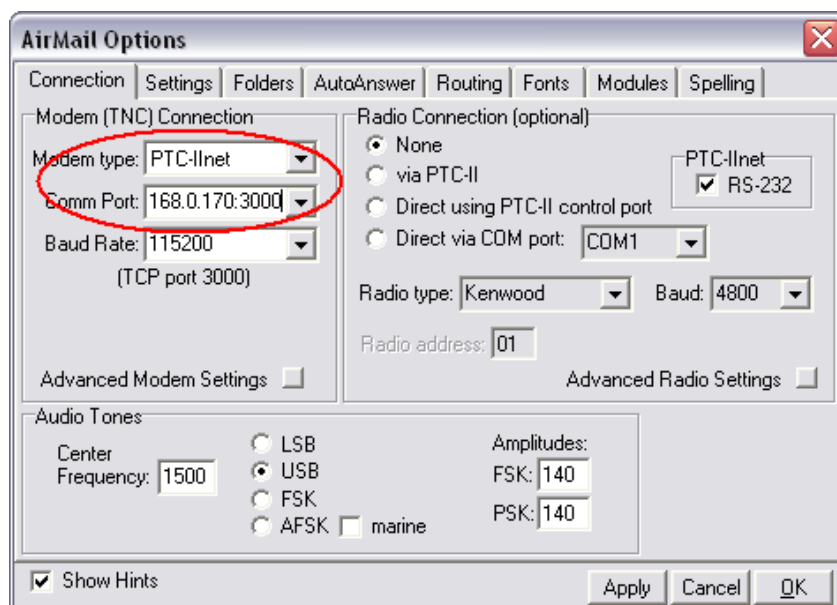 AirMail Options
Connection Settings Folders AutoAnswer Routing Fonts Modules Spelling
Modem (TNC) Connection
Modem type: PTC-IInet
Comm Port: 168.0.170:3000
Baud Rate: 115200
(TCP port 3000)
Advanced Modem Settings
Radio Connection (optional)
None
via PTC-II
Direct using PTC-II control port
Direct via COM port: COM1
PTC-IInet
RS-232
Radio type: Kenwood Baud: 4800
Radio address: 01
Advanced Radio Settings
Audio Tones
Center
Frequency: 1500
LSB
USB
FSK
AFSK marine
Amplitudes:
FSK: 140
PSK: 140
Show Hints
Apply Cancel OK